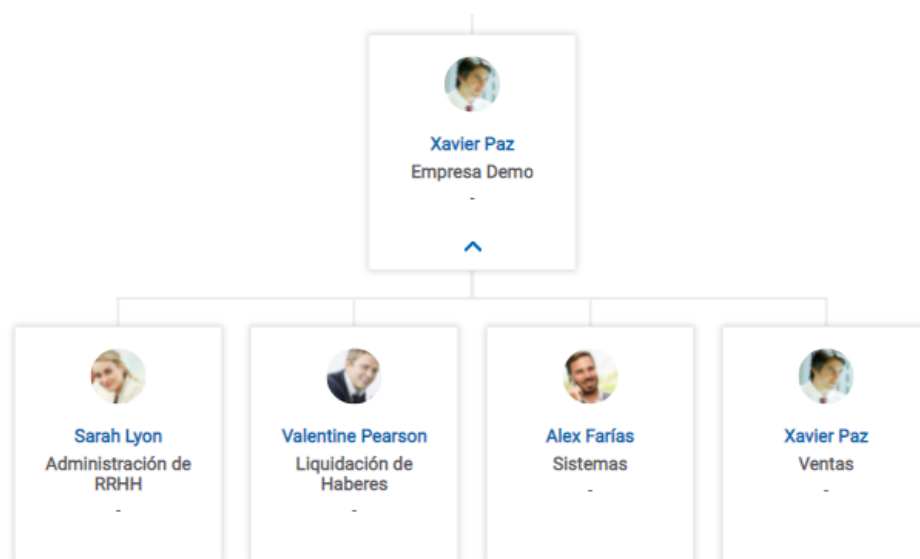 Xavier Paz
Empresa Demo
-
Sarah Lyon
Administración de
RRHH
-
Valentine Pearson
Liquidación de
Haberes
-
Alex Farías
Sistemas
-
Xavier Paz
Ventas
-